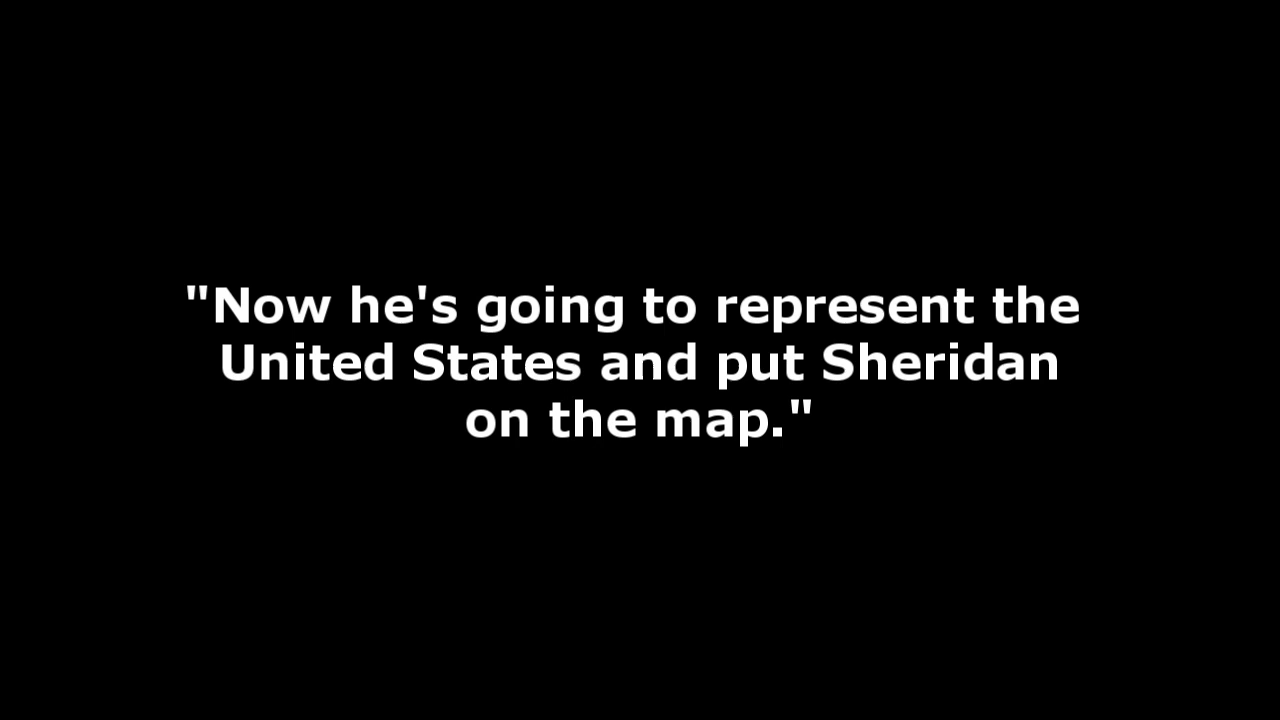 "Now he's going to represent the
United States and put Sheridan
on the map."